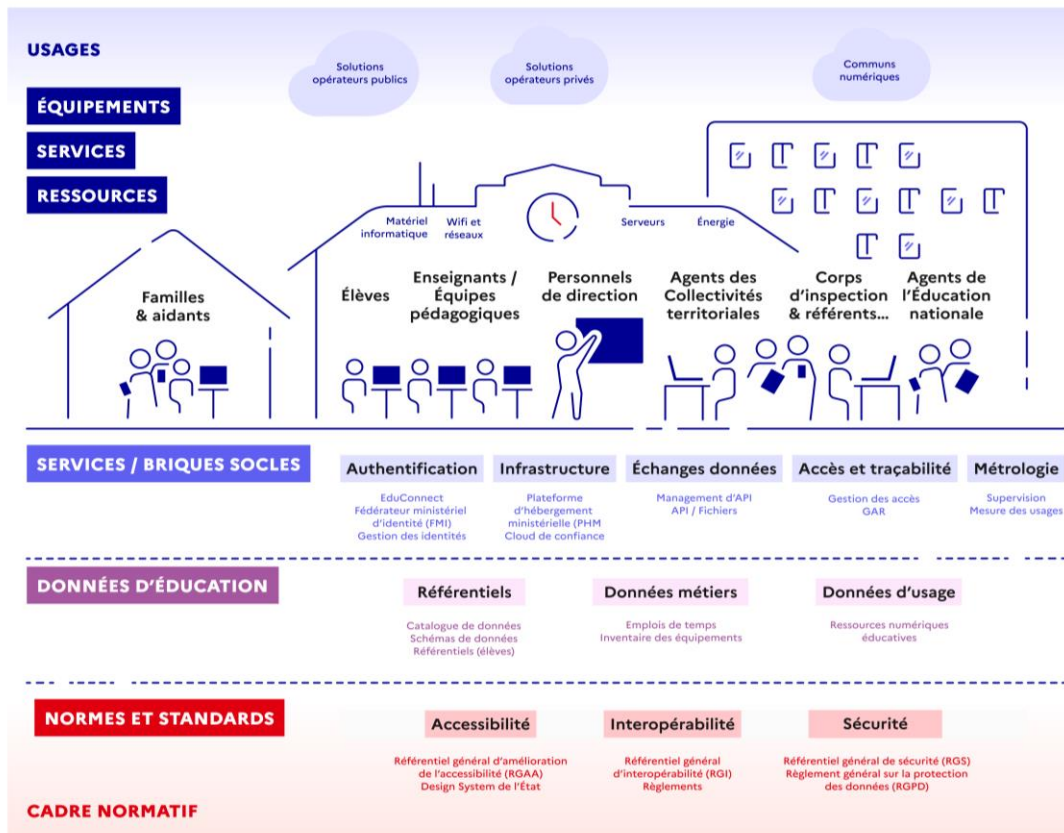 USAGES
Solutions
opérateurs publics
Solutions
opérateurs privés
Communs
numériques
ÉQUIPEMENTS
SERVICES
RESSOURCES
Matériel
informatique
Wifi et
réseaux
Serveurs
Énergie
Familles
& aidants
Élèves
Enseignants /
Équipes
pédagogiques
Personnels
de direction
Agents des
Collectivités
territoriales
Corps
d'inspection
& référents...
Agents de
l'Éducation
nationale
SERVICES / BRIQUES SOCLES
Authentification
EduConnect
Fédérateur ministériel
d'identité (FMI)
Gestion des identités
Infrastructure
Plateforme
d'hébergement
ministérielle (PHM
Cloud de confiance
Échanges données
Management d'API
API / Fichiers
Accès et traçabilité
Gestion des accès
GAR
Métrologie
Supervision
Mesure des usages
DONNÉES D'ÉDUCATION
Référentiels
Catalogue de données
Schémas de données
Référentiels (élèves)
Données métiers
Emplois de temps
Inventaire des équipements
Données d'usage
Ressources numériques
éducatives
NORMES ET STANDARDS
Accessibilité
Référentiel général d'amélioration
de l'accessibilité (RGAA)
Design System de l'État
Interopérabilité
Référentiel général
d'interopérabilité (RGI)
Règlements
Sécurité
Référentiel général de sécurité (RGS)
Règlement général sur la protection
des données (RGPD)
CADRE NORMATIF